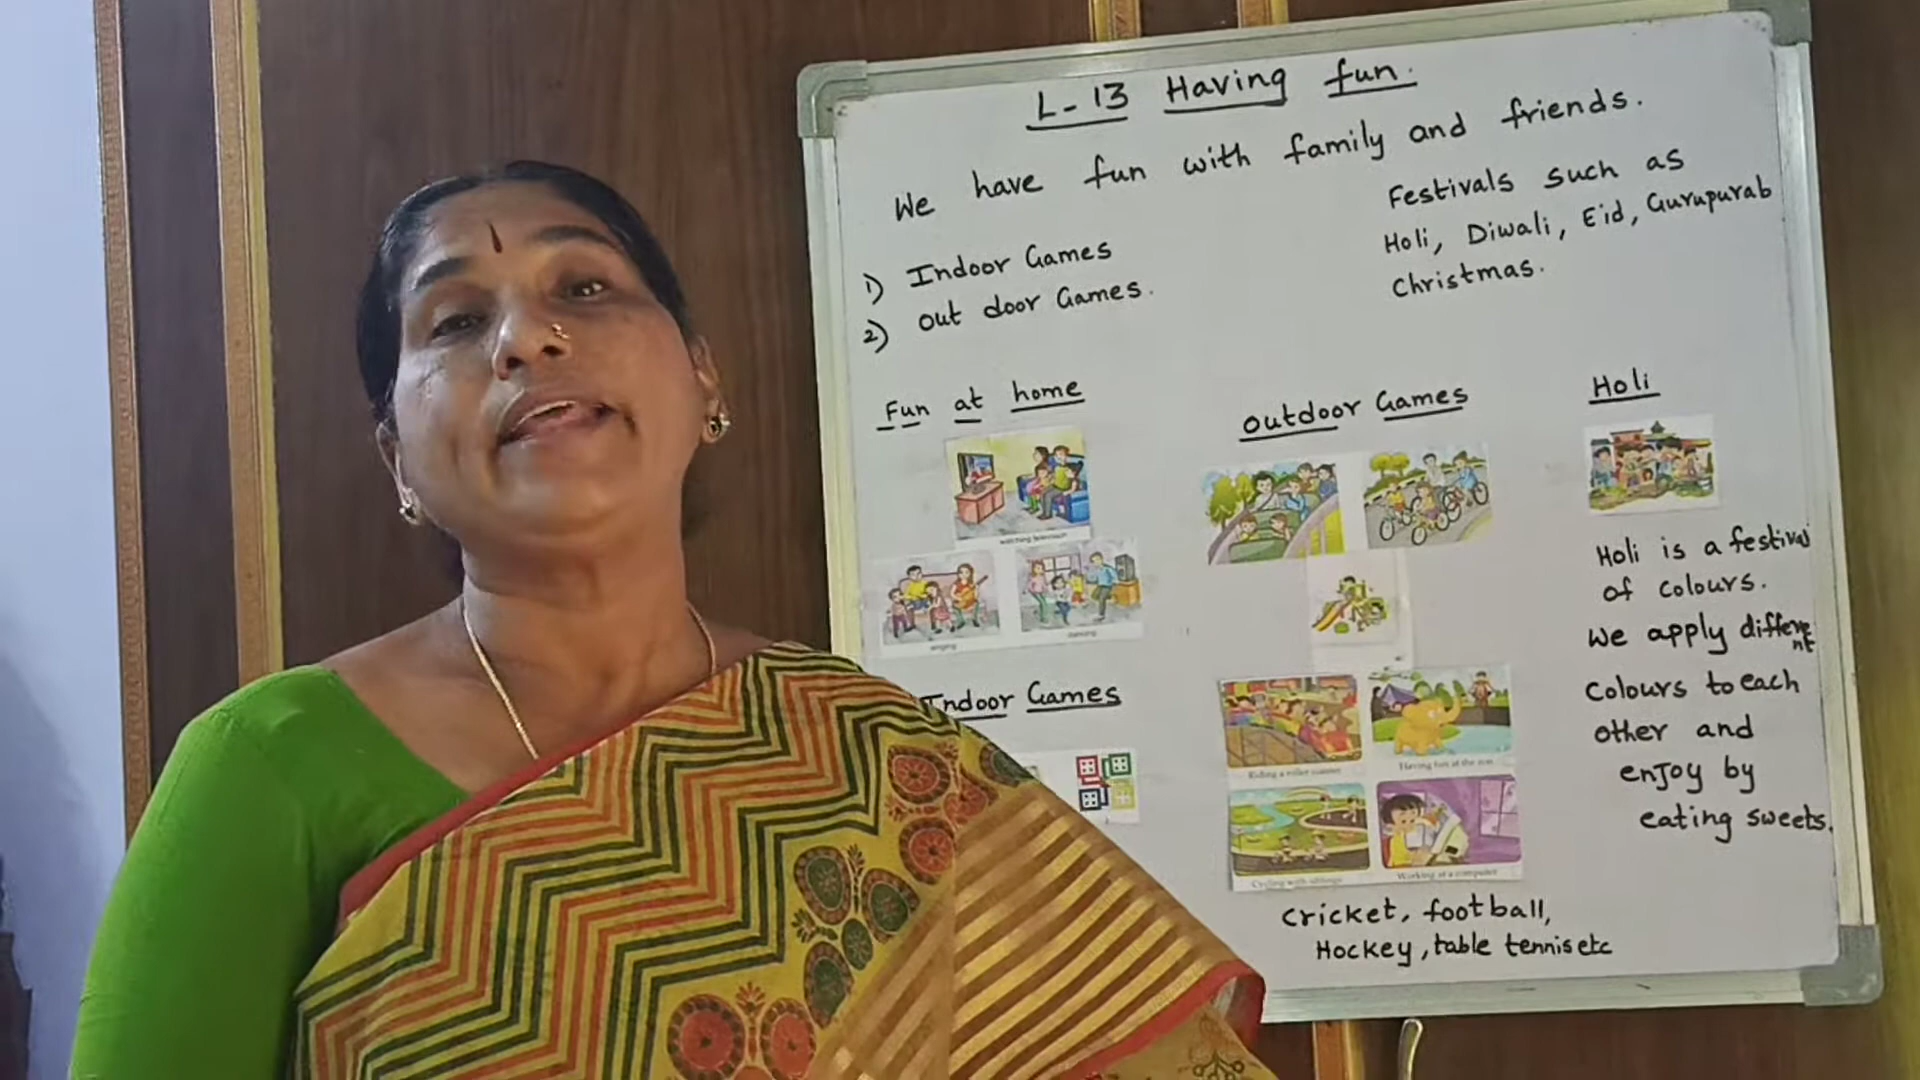 L-13 Having fun.
We have fun with family and friends.
1) Indoor Games
2) Out door Games.
Festivals such as
Holi, Diwali, Eid, Gurupurab
Christmas.
Fun at home
watching television
singing
dancing
Indoor Games
Outdoor Games
Riding a roller coaster
Having fun at the zoo
Cycling with siblings
Working at a computer
Cricket, football,
Hockey, table tennis etc
Holi
Holi is a festival
of colours.
We apply different
Colours to each
other and
enjoy by
eating sweets.